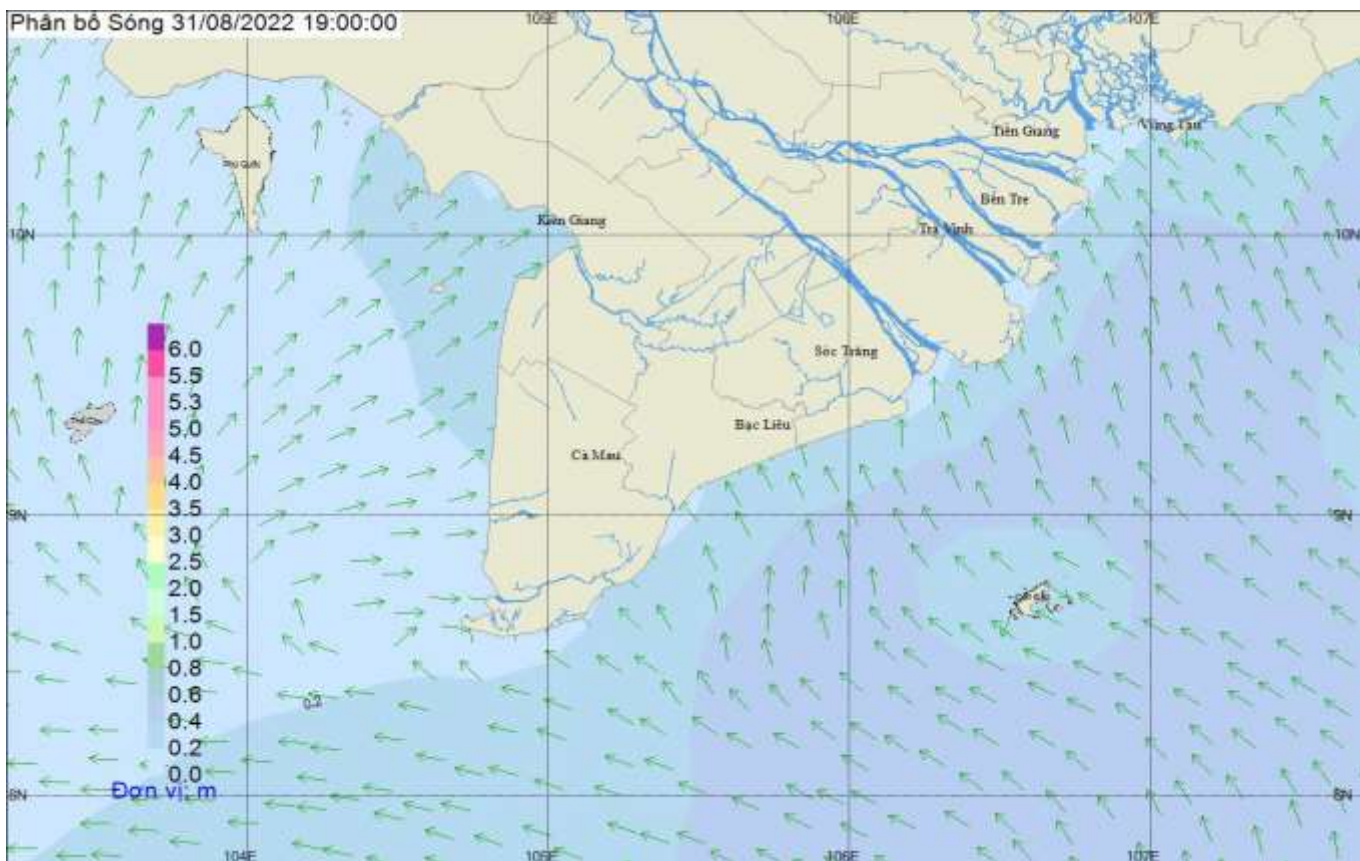 Phân bố Sóng 31/08/2022 19:00:00
105E
106E
107E
Tiền Giang
Vũng Tàu
Bến Tre
Kiên Giang
Trà Vinh
10N
10N
6.0
5.5
5.3
5.0
4.5
4.0
3.5
3.0
2.5
2.0
1.5
1.0
0.8
0.6
0.4
0.2
0.0
Đơn vị: m
Sóc Trăng
Bạc Liêu
Cà Mau
9N
9N
0.2
8N
8N
104E
105E
106E
107E